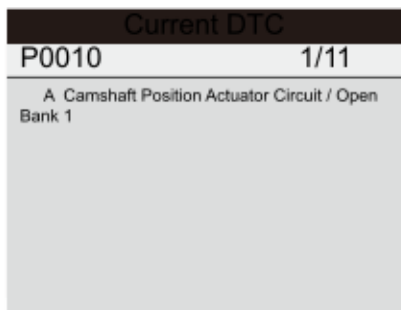 Current DTC
P0010 1/11
A Camshaft Position Actuator Circuit / Open
Bank 1